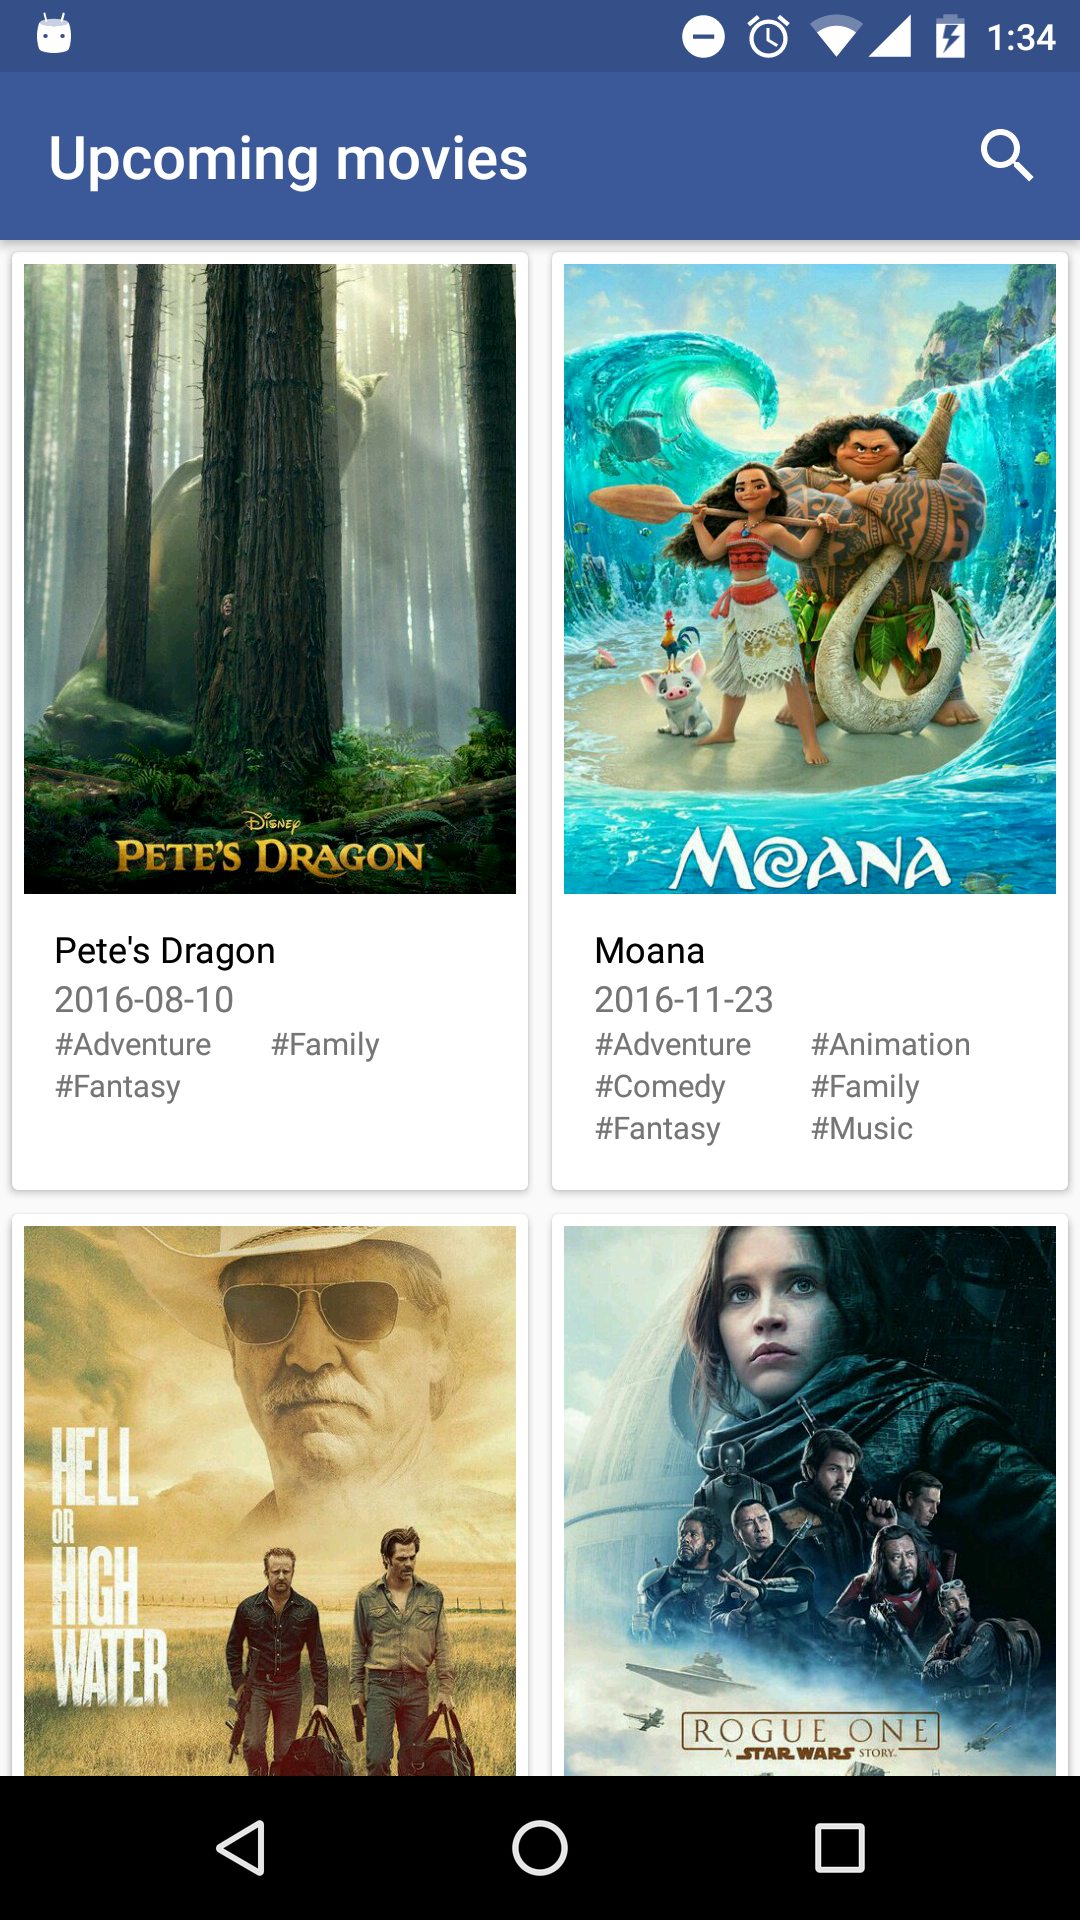 1:34
Upcoming movies
Disney
PETE'S DRAGON
MOANA
Pete's Dragon
2016-08-10
#Adventure #Family
#Fantasy
Moana
2016-11-23
#Adventure #Animation
#Comedy #Family
#Fantasy #Music
HELL
OR
HIGH
WATER
ROGUE ONE
A STAR WARS STORY